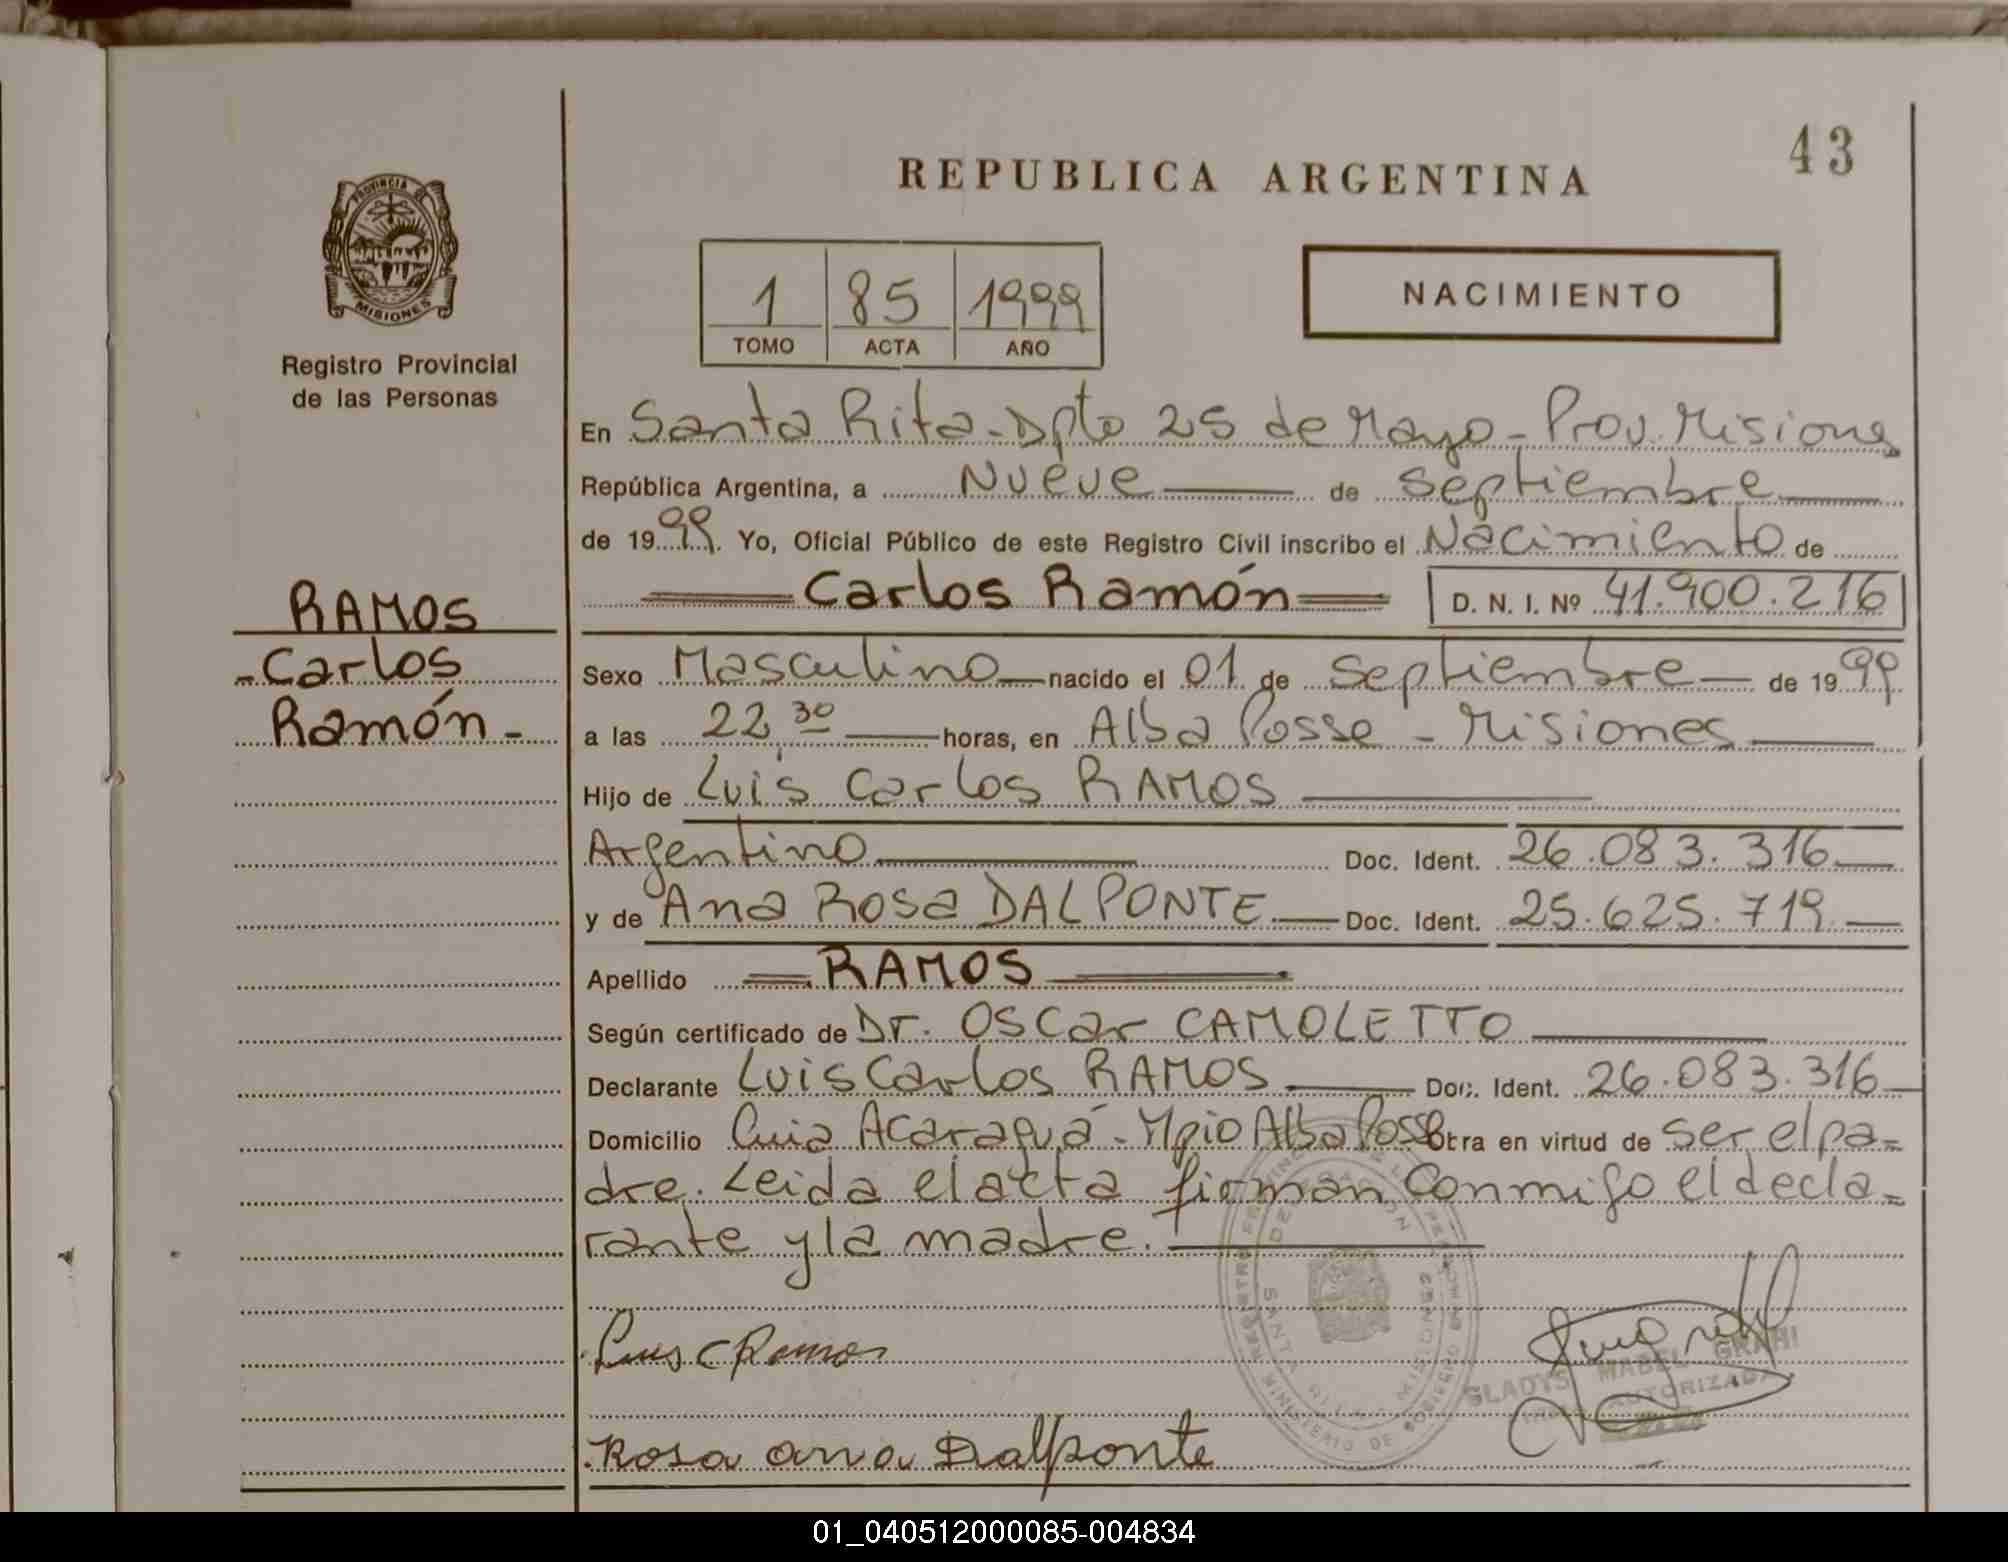 43
REPUBLICA ARGENTINA
PROVINCIA DE
MISIONES
Registro Provincial
de las Personas
1 85 1999
TOMO ACTA AÑO
NACIMIENTO
En Santa Rita - Dpto 25 de Mayo - Prov. Misiones
República Argentina, a Nueve de Septiembre
de 1999. Yo, Oficial Público de este Registro Civil inscribo el Nacimiento de
Carlos Ramón D. N. I. Nº 41.900.216
RAMOS
- Carlos
Ramón -
Sexo Masculino nacido el 01 de Septiembre de 1999
a las 22,30 horas, en Alba Posse - Misiones
Hijo de Luis Carlos RAMOS
Argentino Doc. Ident. 26.083.316
y de Ana Rosa DALPONTE Doc. Ident. 25.625.719
Apellido RAMOS
Según certificado de Dr. Oscar CAMOLETTO
Declarante Luis Carlos RAMOS Doc. Ident. 26.083.316
Domicilio Acaraguá - Mpio Alba Posse Obra en virtud de ser el pa-
dre. Leida el acta firman conmigo el decla-
rante y la madre.
Luis C Ramos
GLADYS MABEL
AUTORIZADA
Rosa ana Dalponte
01_040512000085-004834